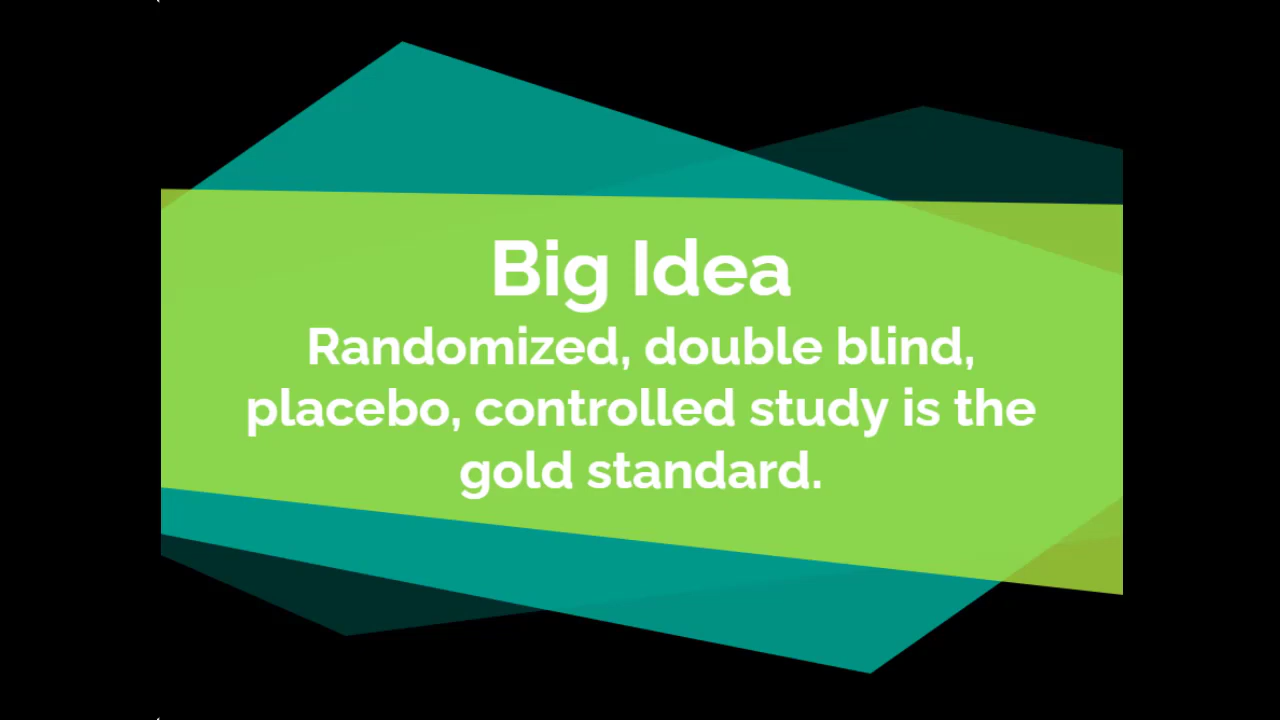 Big Idea
Randomized, double blind,
placebo, controlled study is the
gold standard.